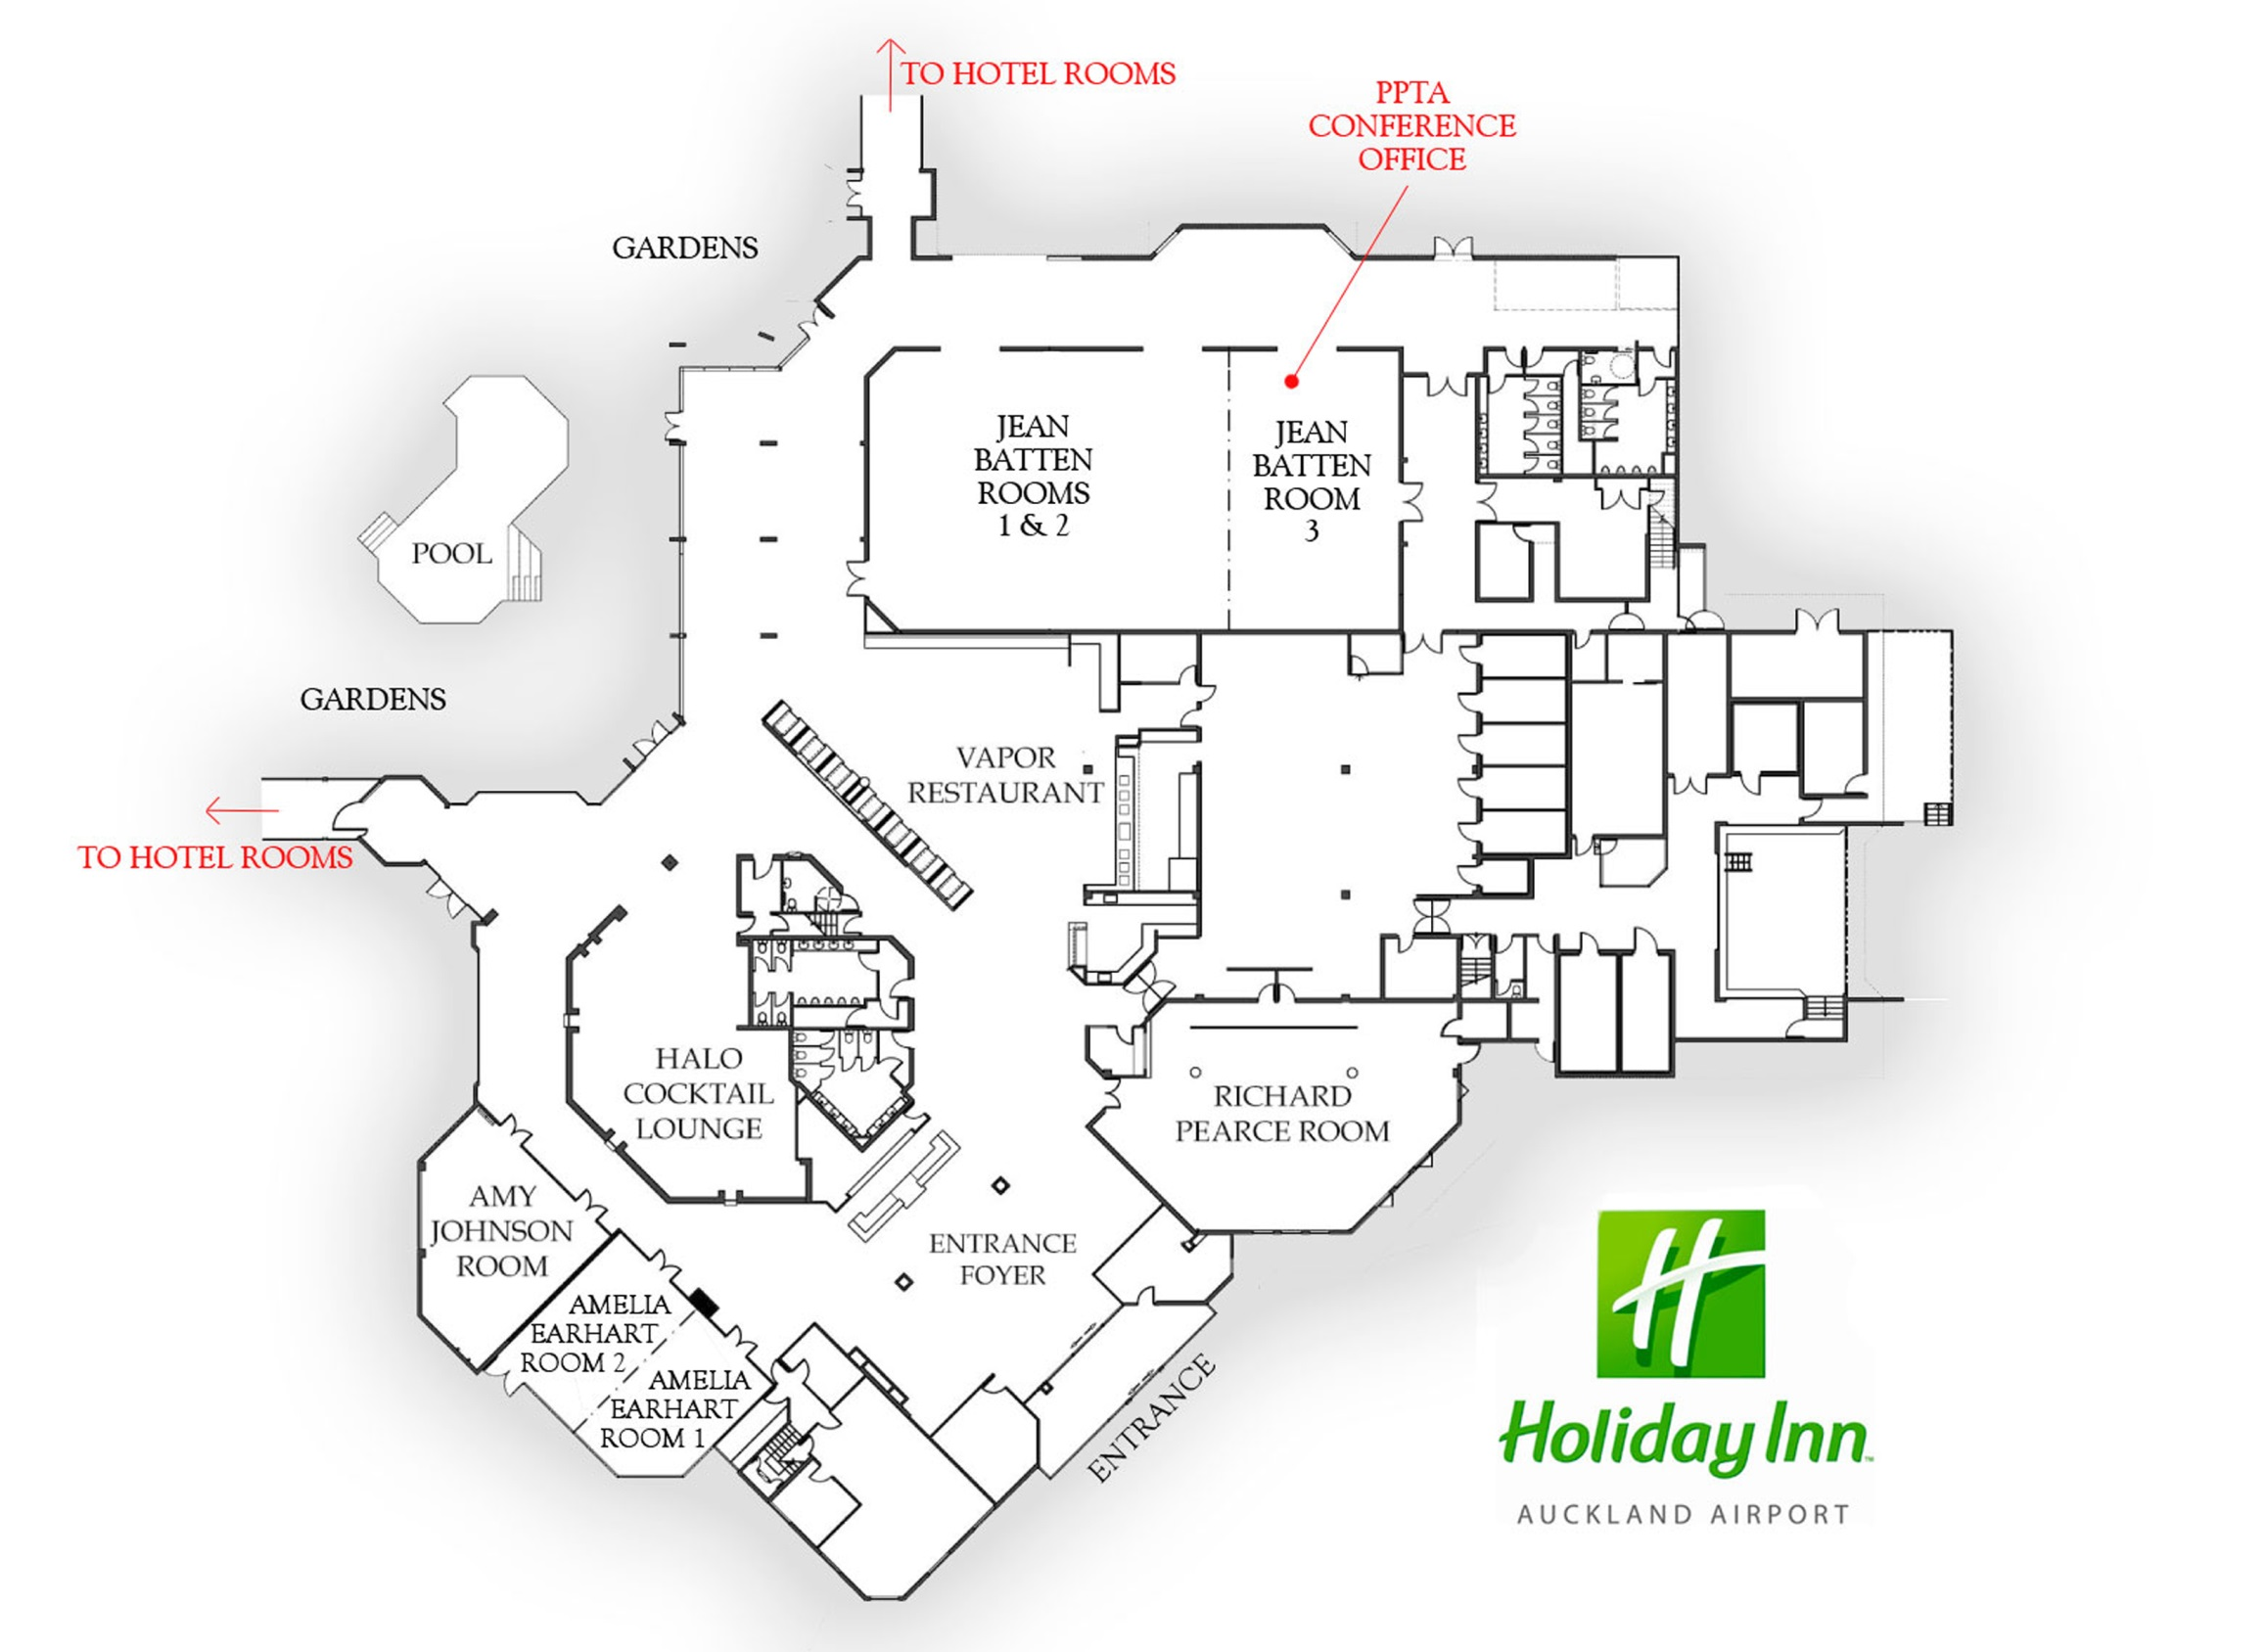 TO HOTEL ROOMS
PPTA
CONFERENCE
OFFICE
GARDENS
JEAN
BATTEN
ROOMS
1 & 2
JEAN
BATTEN
ROOM
3
POOL
GARDENS
VAPOR
RESTAURANT
TO HOTEL ROOMS
HALO
COCKTAIL
LOUNGE
RICHARD
PEARCE ROOM
AMY
JOHNSON
ROOM
ENTRANCE
FOYER
AMELIA
EARHART
ROOM 2
AMELIA
EARHART
ROOM 1
ENTRANCE
H
Holiday Inn™
AUCKLAND AIRPORT